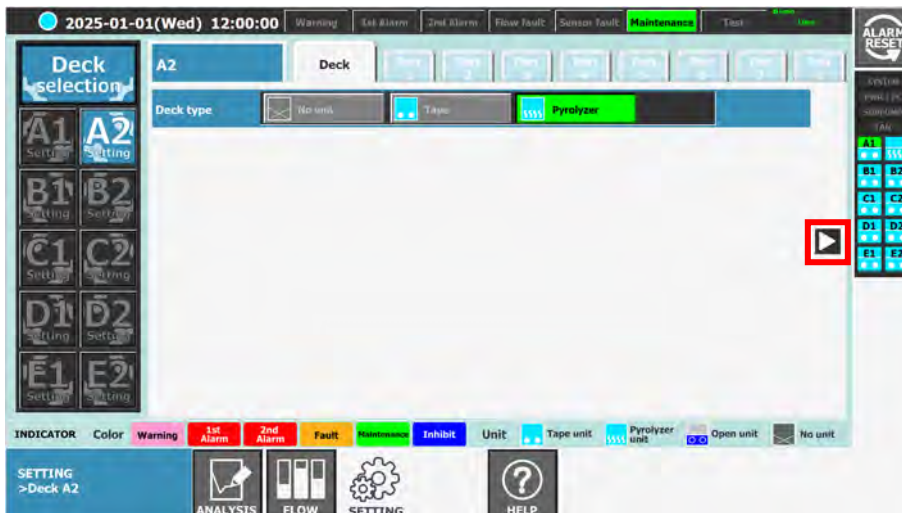 2025-01-01(Wed) 12:00:00 Warning 1st Alarm 2nd Alarm Flow Fault Sensor Fault Maintenance Test
ALARM
RESET
Deck
selection
A2 Deck
Deck type No unit Tape Pyrolyzer
A1 A2
Setting Setting
B1 B2
Setting Setting
C1 C2
Setting Setting
D1 D2
Setting Setting
E1 E2
Setting Setting
A1
B1 B2
C1 C2
D1 D2
E1 E2
INDICATOR Color Warning 1st Alarm 2nd Alarm Fault Maintenance Inhibit Unit Tape unit Pyrolyzer unit Open unit No unit
SETTING
>Deck A2
ANALYSIS FLOW SETTING HELP